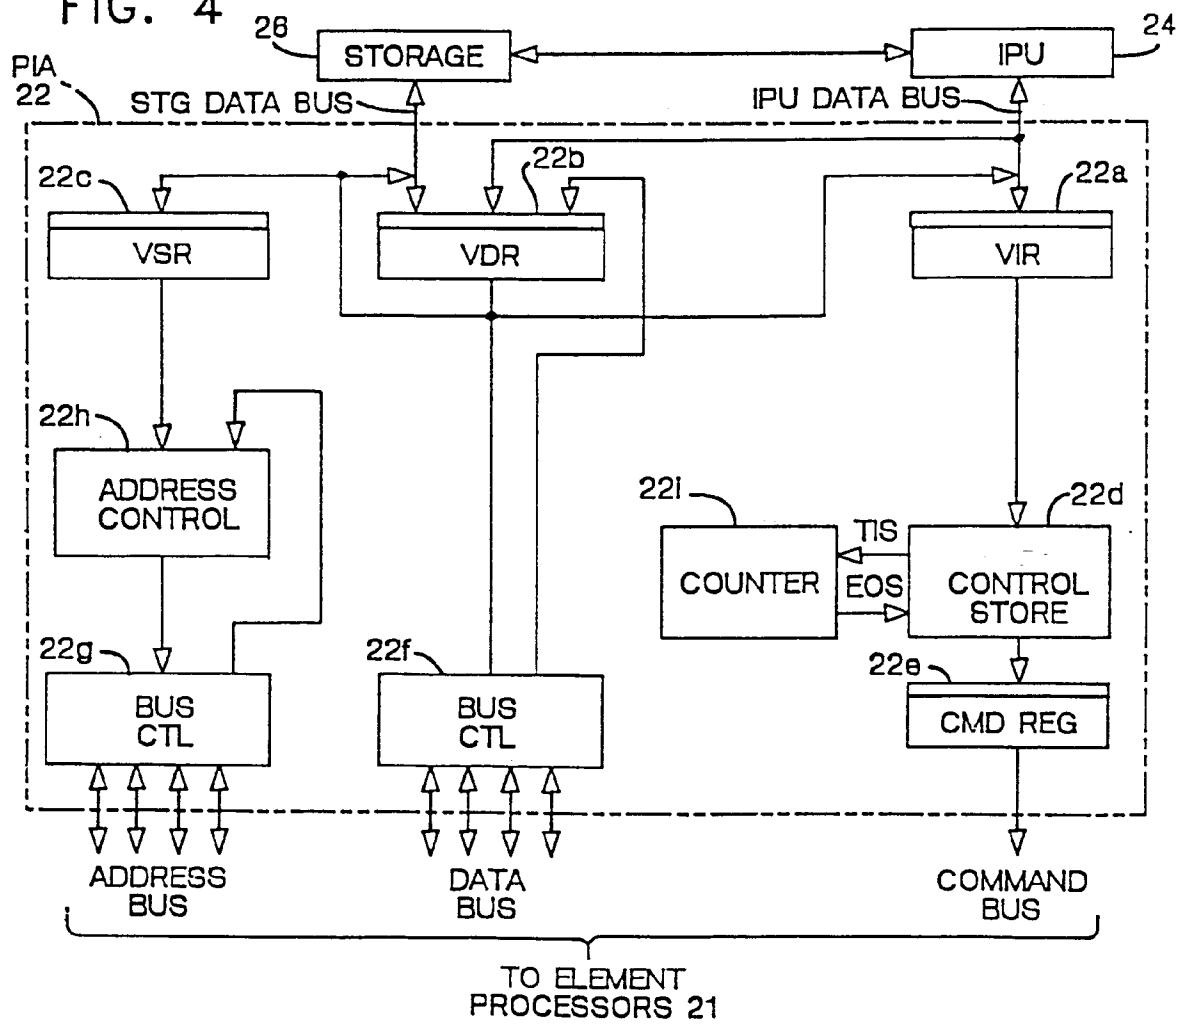 FIG. 4
26
STORAGE
IPU
24
PIA
22
STG DATA BUS
IPU DATA BUS
22c
22b
22a
VSR
VDR
VIR
22h
ADDRESS
CONTROL
22i
22d
TIS
COUNTER
EOS
CONTROL
STORE
22g
22f
22e
BUS
CTL
BUS
CTL
CMD REG
ADDRESS
BUS
DATA
BUS
COMMAND
BUS
TO ELEMENT
PROCESSORS 21